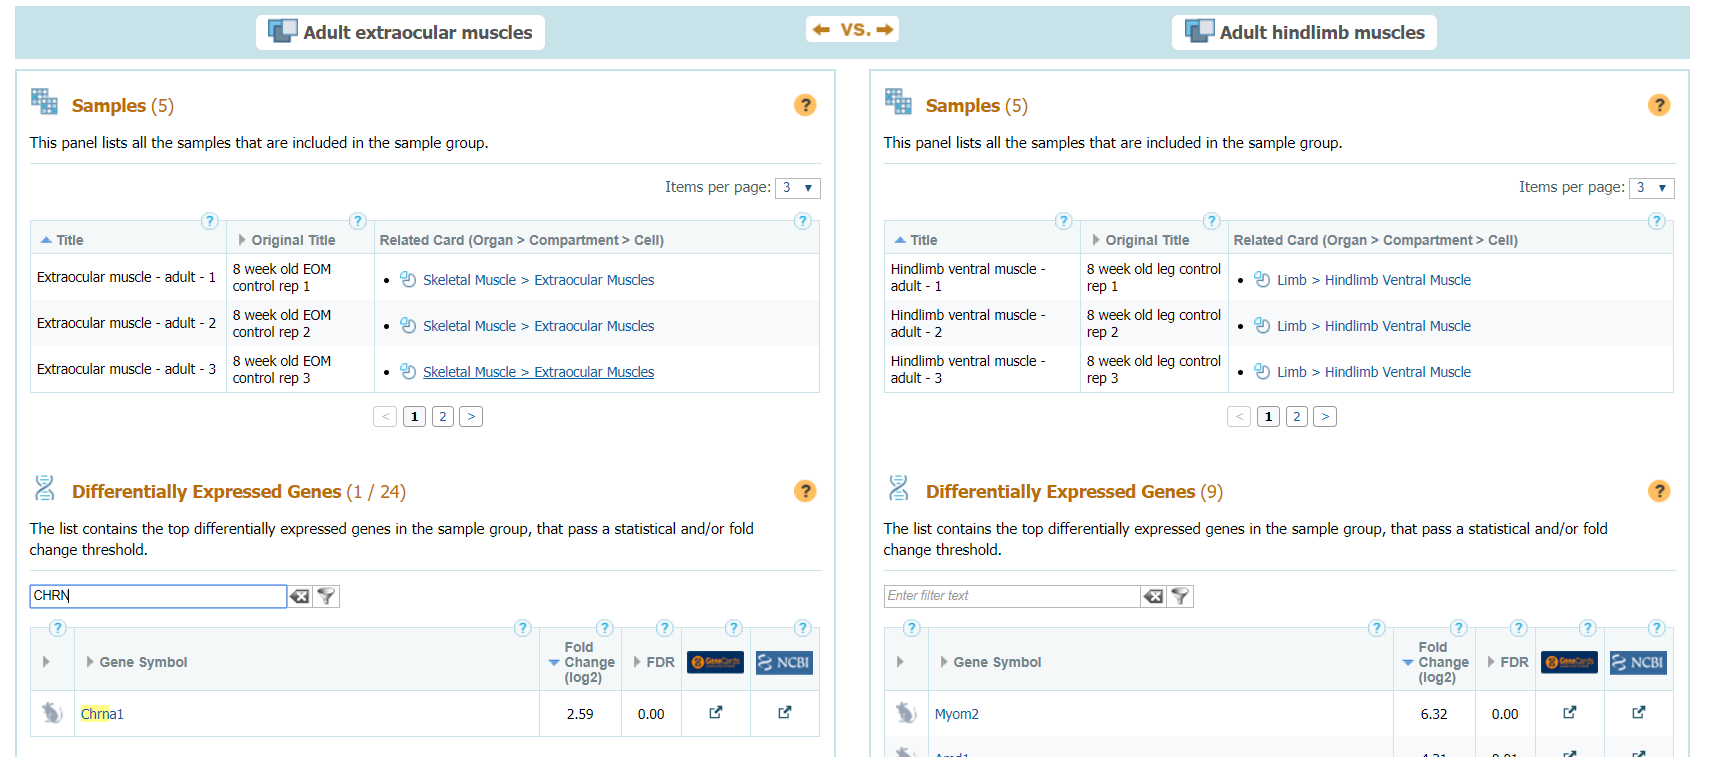 Adult extraocular muscles
VS.
Adult hindlimb muscles
Samples (5)
?
This panel lists all the samples that are included in the sample group.
Items per page: 3
? ? ?
Title Original Title Related Card (Organ > Compartment > Cell)
Extraocular muscle - adult - 1
8 week old EOM
control rep 1
• Skeletal Muscle > Extraocular Muscles
Extraocular muscle - adult - 2
8 week old EOM
control rep 2
• Skeletal Muscle > Extraocular Muscles
Extraocular muscle - adult - 3
8 week old EOM
control rep 3
• Skeletal Muscle > Extraocular Muscles
< 1 2 >
Differentially Expressed Genes (1 / 24)
?
The list contains the top differentially expressed genes in the sample group, that pass a statistical and/or fold
change threshold.
CHRN
? ? ? ? ? ?
Gene Symbol
Fold
Change
(log2)
FDR
GeneCards
NCBI
Chrna1 2.59 0.00
Samples (5)
?
This panel lists all the samples that are included in the sample group.
Items per page: 3
? ? ?
Title Original Title Related Card (Organ > Compartment > Cell)
Hindlimb ventral muscle -
adult - 1
8 week old leg control
rep 1
• Limb > Hindlimb Ventral Muscle
Hindlimb ventral muscle -
adult - 2
8 week old leg control
rep 2
• Limb > Hindlimb Ventral Muscle
Hindlimb ventral muscle -
adult - 3
8 week old leg control
rep 3
• Limb > Hindlimb Ventral Muscle
< 1 2 >
Differentially Expressed Genes (9)
?
The list contains the top differentially expressed genes in the sample group, that pass a statistical and/or fold
change threshold.
Enter filter text
? ? ? ? ? ?
Gene Symbol
Fold
Change
(log2)
FDR
GeneCards
NCBI
Myom2 6.32 0.00